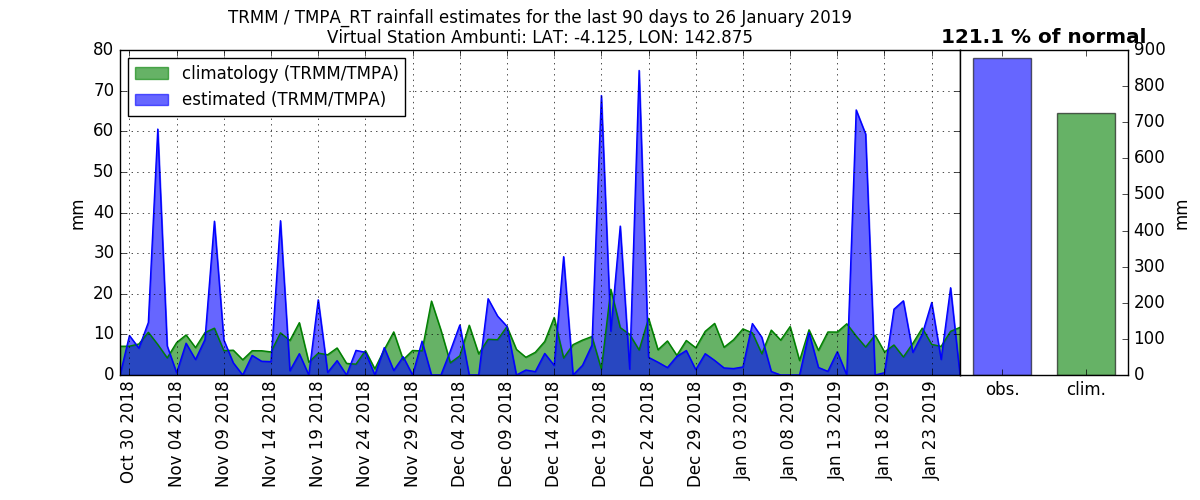 TRMM / TMPA_RT rainfall estimates for the last 90 days to 26 January 2019
Virtual Station Ambunti: LAT: -4.125, LON: 142.875
121.1 % of normal
climatology (TRMM/TMPA)
estimated (TRMM/TMPA)
mm
80
70
60
50
40
30
20
10
0
Oct 30 2018
Nov 04 2018
Nov 09 2018
Nov 14 2018
Nov 19 2018
Nov 24 2018
Nov 29 2018
Dec 04 2018
Dec 09 2018
Dec 14 2018
Dec 19 2018
Dec 24 2018
Dec 29 2018
Jan 03 2019
Jan 08 2019
Jan 13 2019
Jan 18 2019
Jan 23 2019
obs.
clim.
900
800
700
600
500
400
300
200
100
0
mm